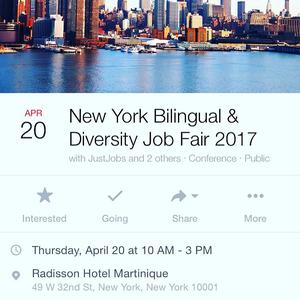 APR
20
New York Bilingual &
Diversity Job Fair 2017
with JustJobs and 2 others · Conference · Public
Interested
Going
Share
More
Thursday, April 20 at 10 AM - 3 PM
Radisson Hotel Martinique
49 W 32nd St, New York, New York 10001